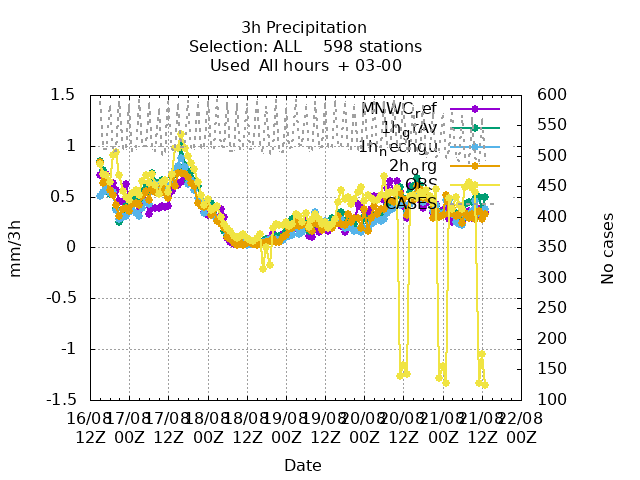 3h Precipitation
Selection: ALL 598 stations
Used All hours + 03-00
1.5
1
0.5
0
-0.5
-1
-1.5
mm/3h
600
550
500
450
400
350
300
250
200
150
100
No cases
MNWC_ref
1h_grAv
1h_nechgu
2h_org
OBS
CASES
16/08 17/08 17/08 18/08 18/08 19/08 19/08 20/08 20/08 21/08 21/08 22/08
12Z 00Z 12Z 00Z 12Z 00Z 12Z 00Z 12Z 00Z 12Z 00Z
Date